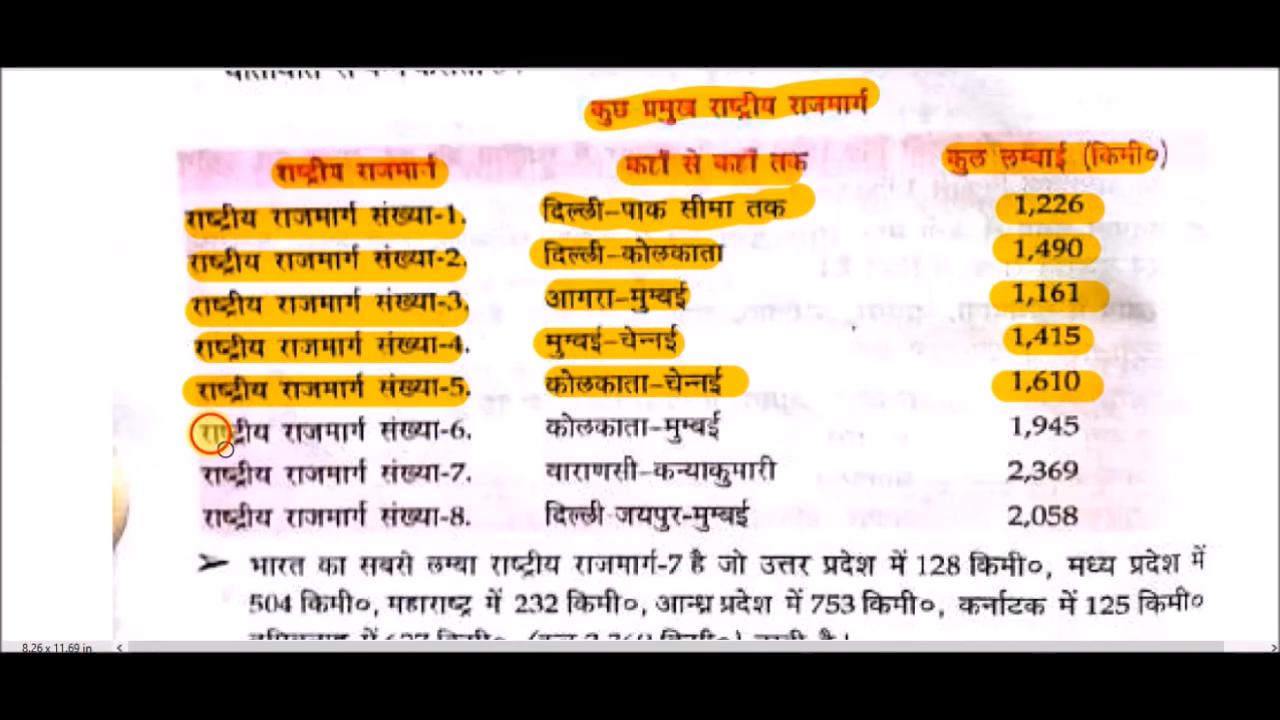 कुछ प्रमुख राष्ट्रीय राजमार्ग
राष्ट्रीय राजमार्ग कहाँ से कहाँ तक कुल लम्बाई (किमी०)
राष्ट्रीय राजमार्ग संख्या-1. दिल्ली–पाक सीमा तक 1,226
राष्ट्रीय राजमार्ग संख्या-2. दिल्ली–कोलकाता 1,490
राष्ट्रीय राजमार्ग संख्या-3. आगरा–मुम्बई 1,161
राष्ट्रीय राजमार्ग संख्या-4. मुम्बई–चेन्नई 1,415
राष्ट्रीय राजमार्ग संख्या-5. कोलकाता–चेन्नई 1,610
राष्ट्रीय राजमार्ग संख्या-6. कोलकाता–मुम्बई 1,945
राष्ट्रीय राजमार्ग संख्या-7. वाराणसी–कन्याकुमारी 2,369
राष्ट्रीय राजमार्ग संख्या-8. दिल्ली-जयपुर-मुम्बई 2,058
➢ भारत का सबसे लम्बा राष्ट्रीय राजमार्ग-7 है जो उत्तर प्रदेश में 128 किमी०, मध्य प्रदेश में
504 किमी०, महाराष्ट्र में 232 किमी०, आन्ध्र प्रदेश में 753 किमी०, कर्नाटक में 125 किमी०
8.26 x 11.69 in